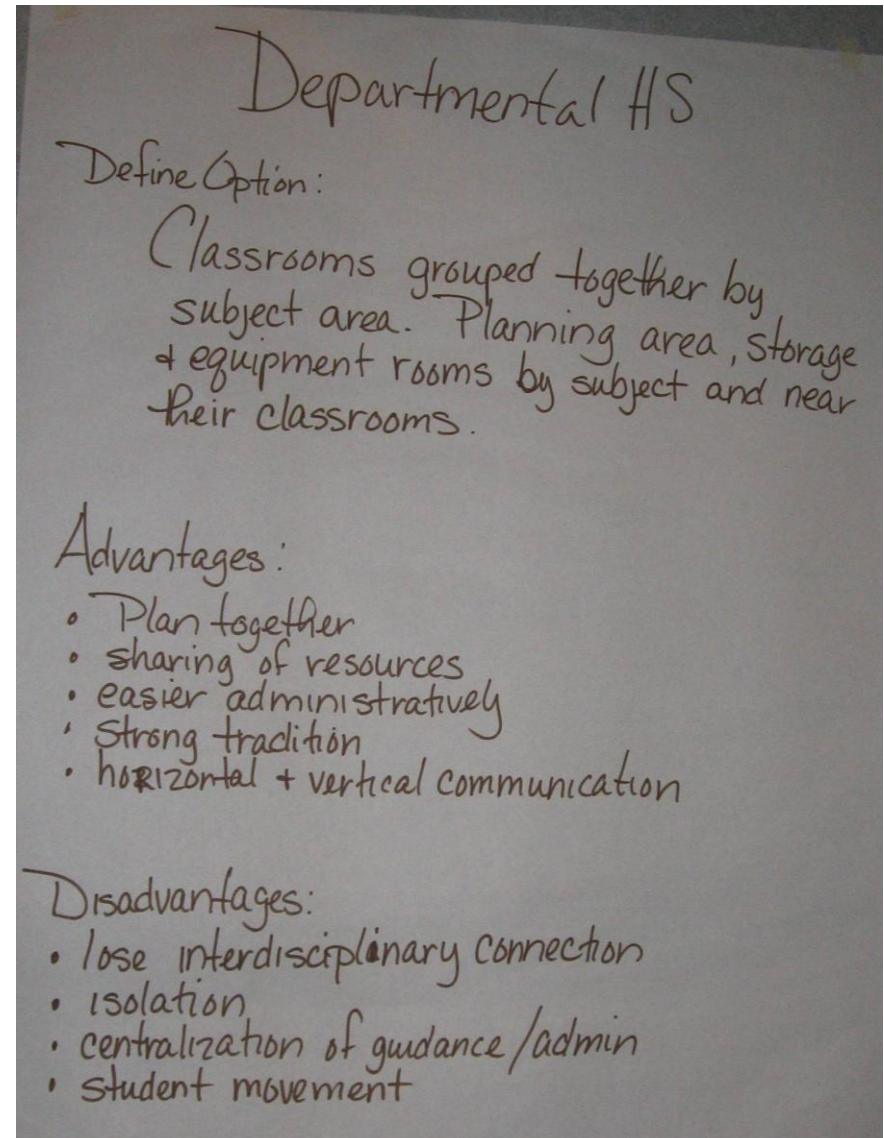 Departmental HS
Define Option:
Classrooms grouped together by
subject area. Planning area, storage
+ equipment rooms by subject and near
their classrooms.
Advantages:
• Plan together
• sharing of resources
• easier administratively
• Strong tradition
• horizontal + vertical communication
Disadvantages:
• lose interdisciplinary connection
• isolation
• centralization of guidance/admin
• student movement